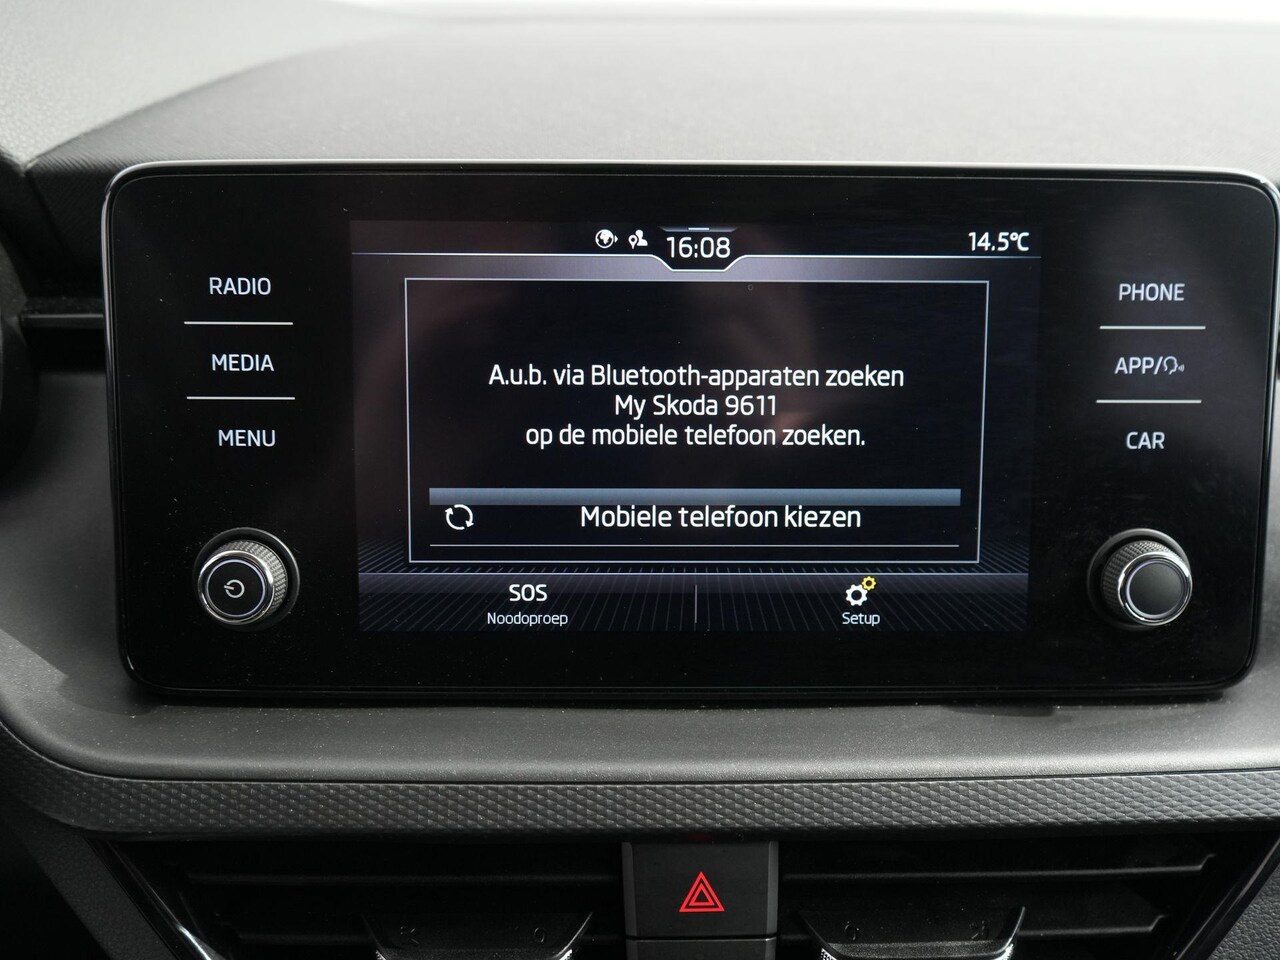 16:08
14.5°C
RADIO
MEDIA
MENU
PHONE
APP/
CAR
A.u.b. via Bluetooth-apparaten zoeken
My Skoda 9611
op de mobiele telefoon zoeken.
Mobiele telefoon kiezen
SOS
Noodoproep
Setup